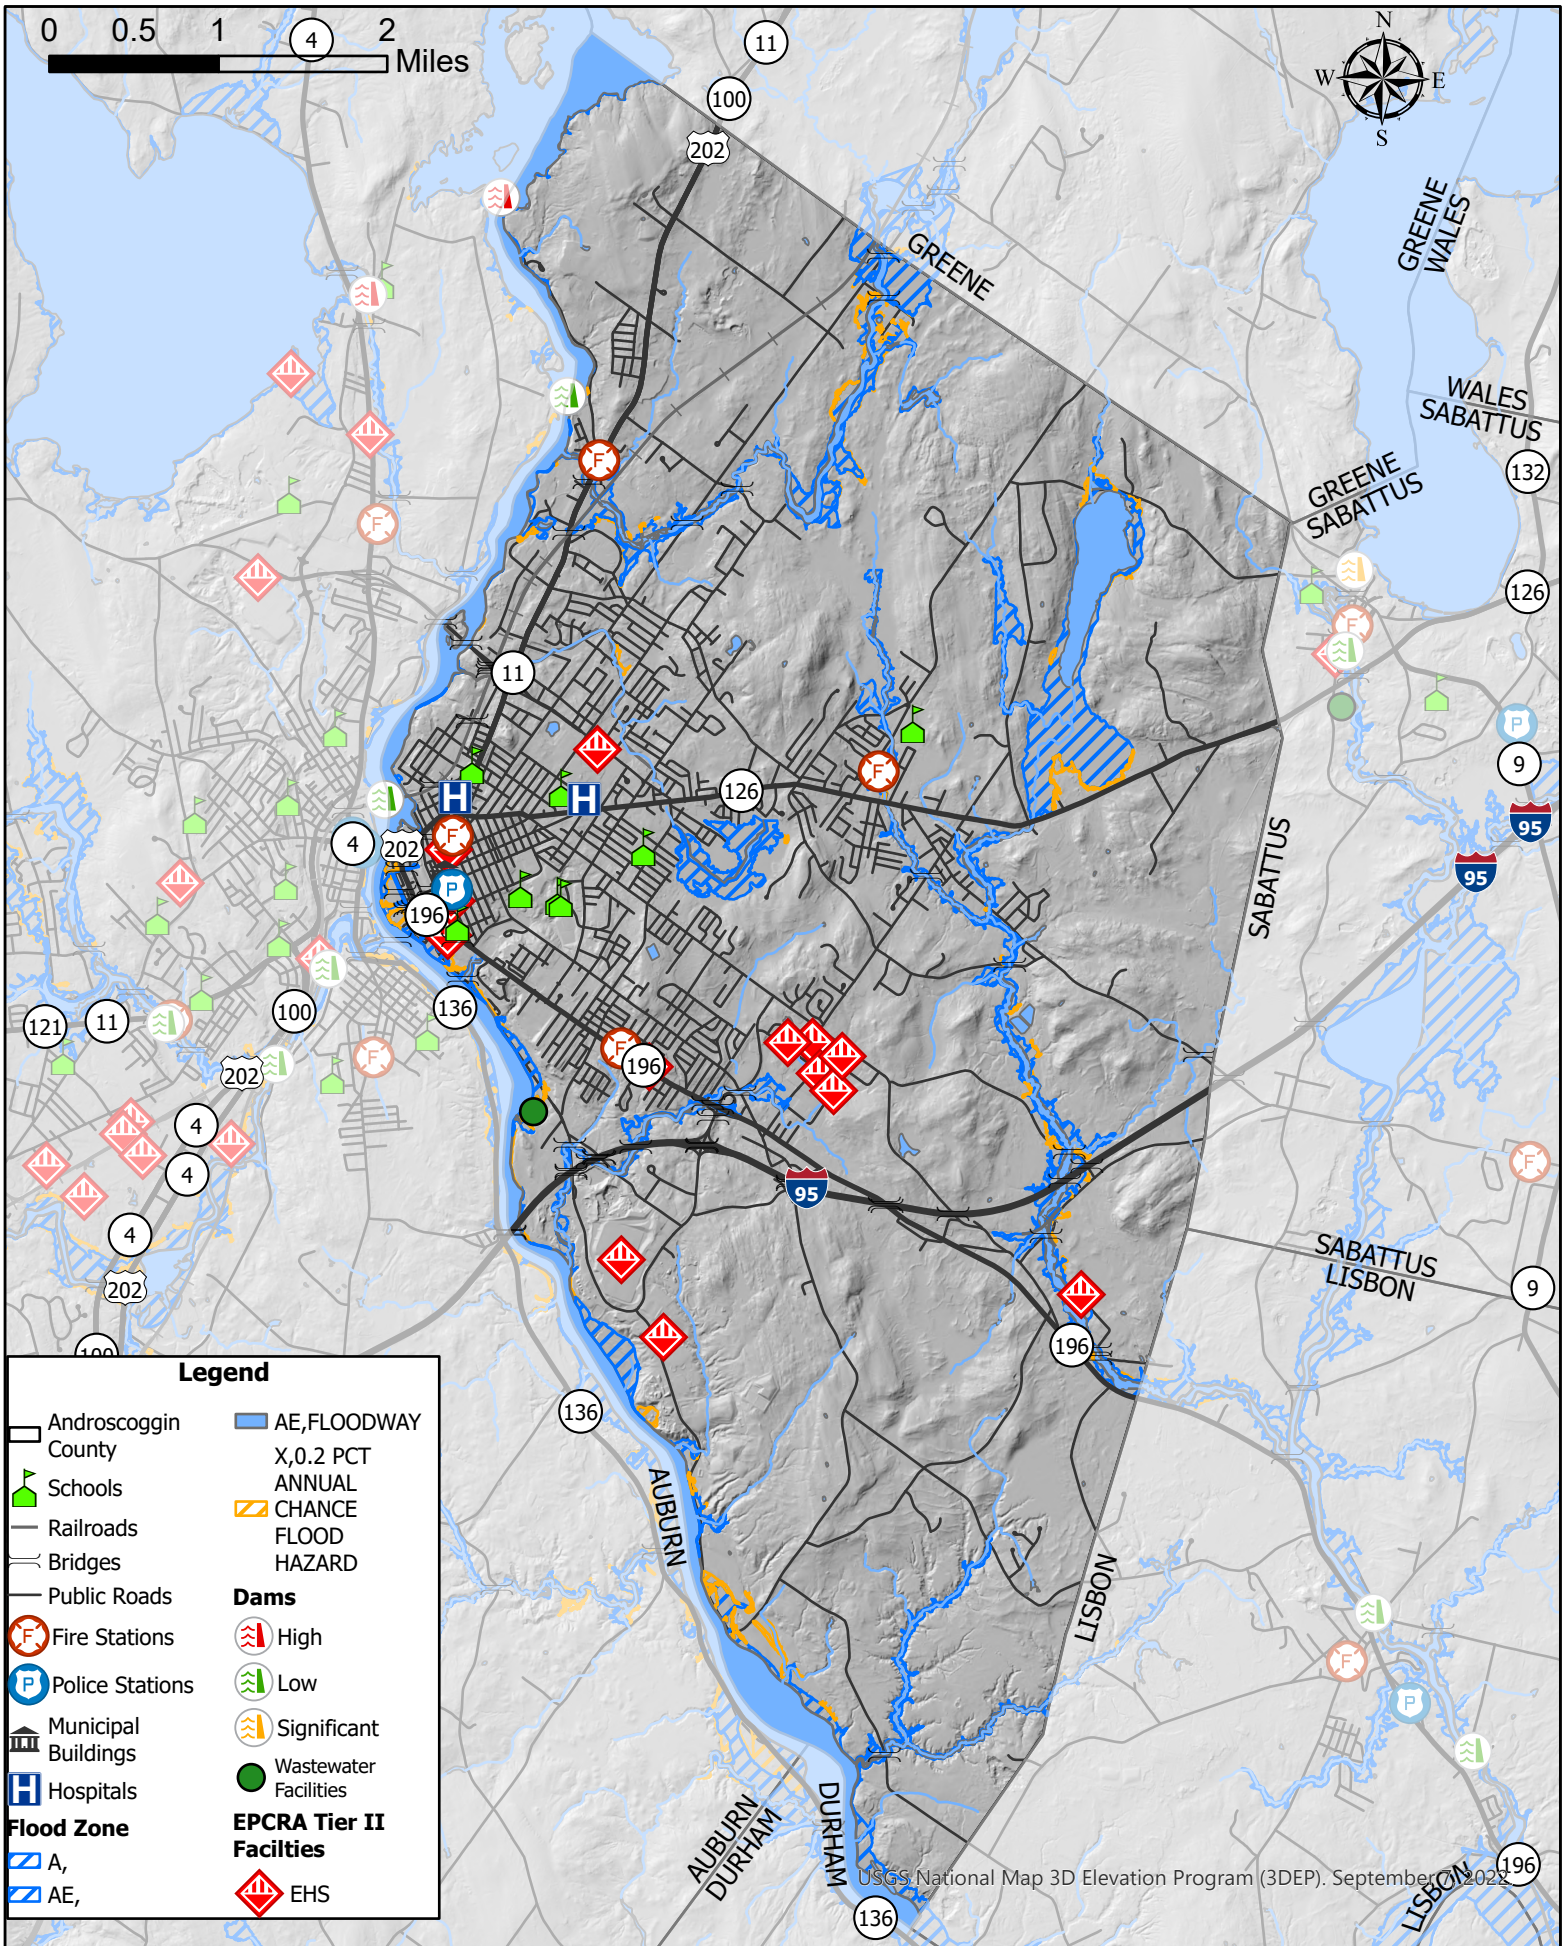 0 0.5 1 2
Miles
N
W E
S
4
11
100
202
GREENE
GREENE
WALES
WALES
SABATTUS
132
GREENE
SABATTUS
126
F
F
F
11
P
9
95
95
H
H
126
F
4
202
F
P
196
SABATTUS
100
136
121
11
202
F
F
196
4
4
95
F
4
202
SABATTUS
LISBON
9
196
100
136
AUBURN
LISBON
F
P
AUBURN
DURHAM
DURHAM
USGS National Map 3D Elevation Program (3DEP). September 7, 2022
196
LISBON
136
Legend
Androscoggin
County
Schools
Railroads
Bridges
Public Roads
F Fire Stations
P Police Stations
Municipal
Buildings
H Hospitals
Flood Zone
A,
AE,
AE,FLOODWAY
X,0.2 PCT
ANNUAL
CHANCE
FLOOD
HAZARD
Dams
High
Low
Significant
Wastewater
Facilities
EPCRA Tier II
Facilties
EHS